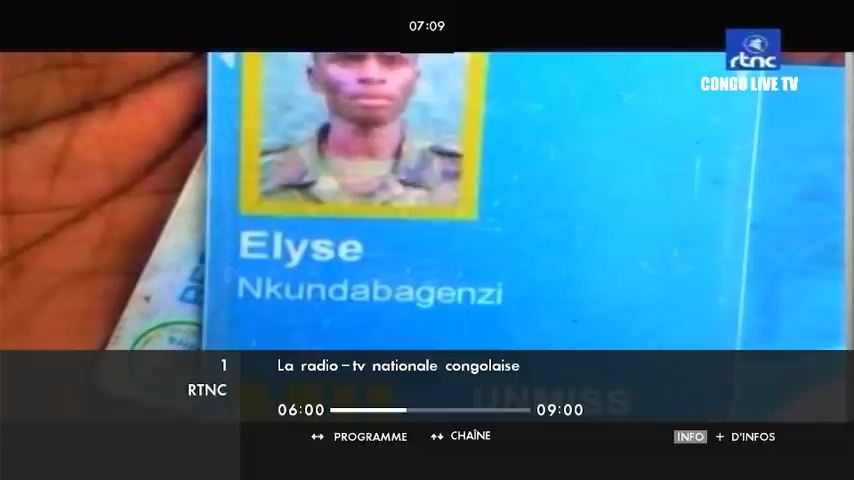 07:09
rtnc
CONGO LIVE TV
Elyse
Nkundabagenzi
UNMISS
1
La radio-tv nationale congolaise
RTNC
06:00
09:00
PROGRAMME
CHAÎNE
INFO + D'INFOS